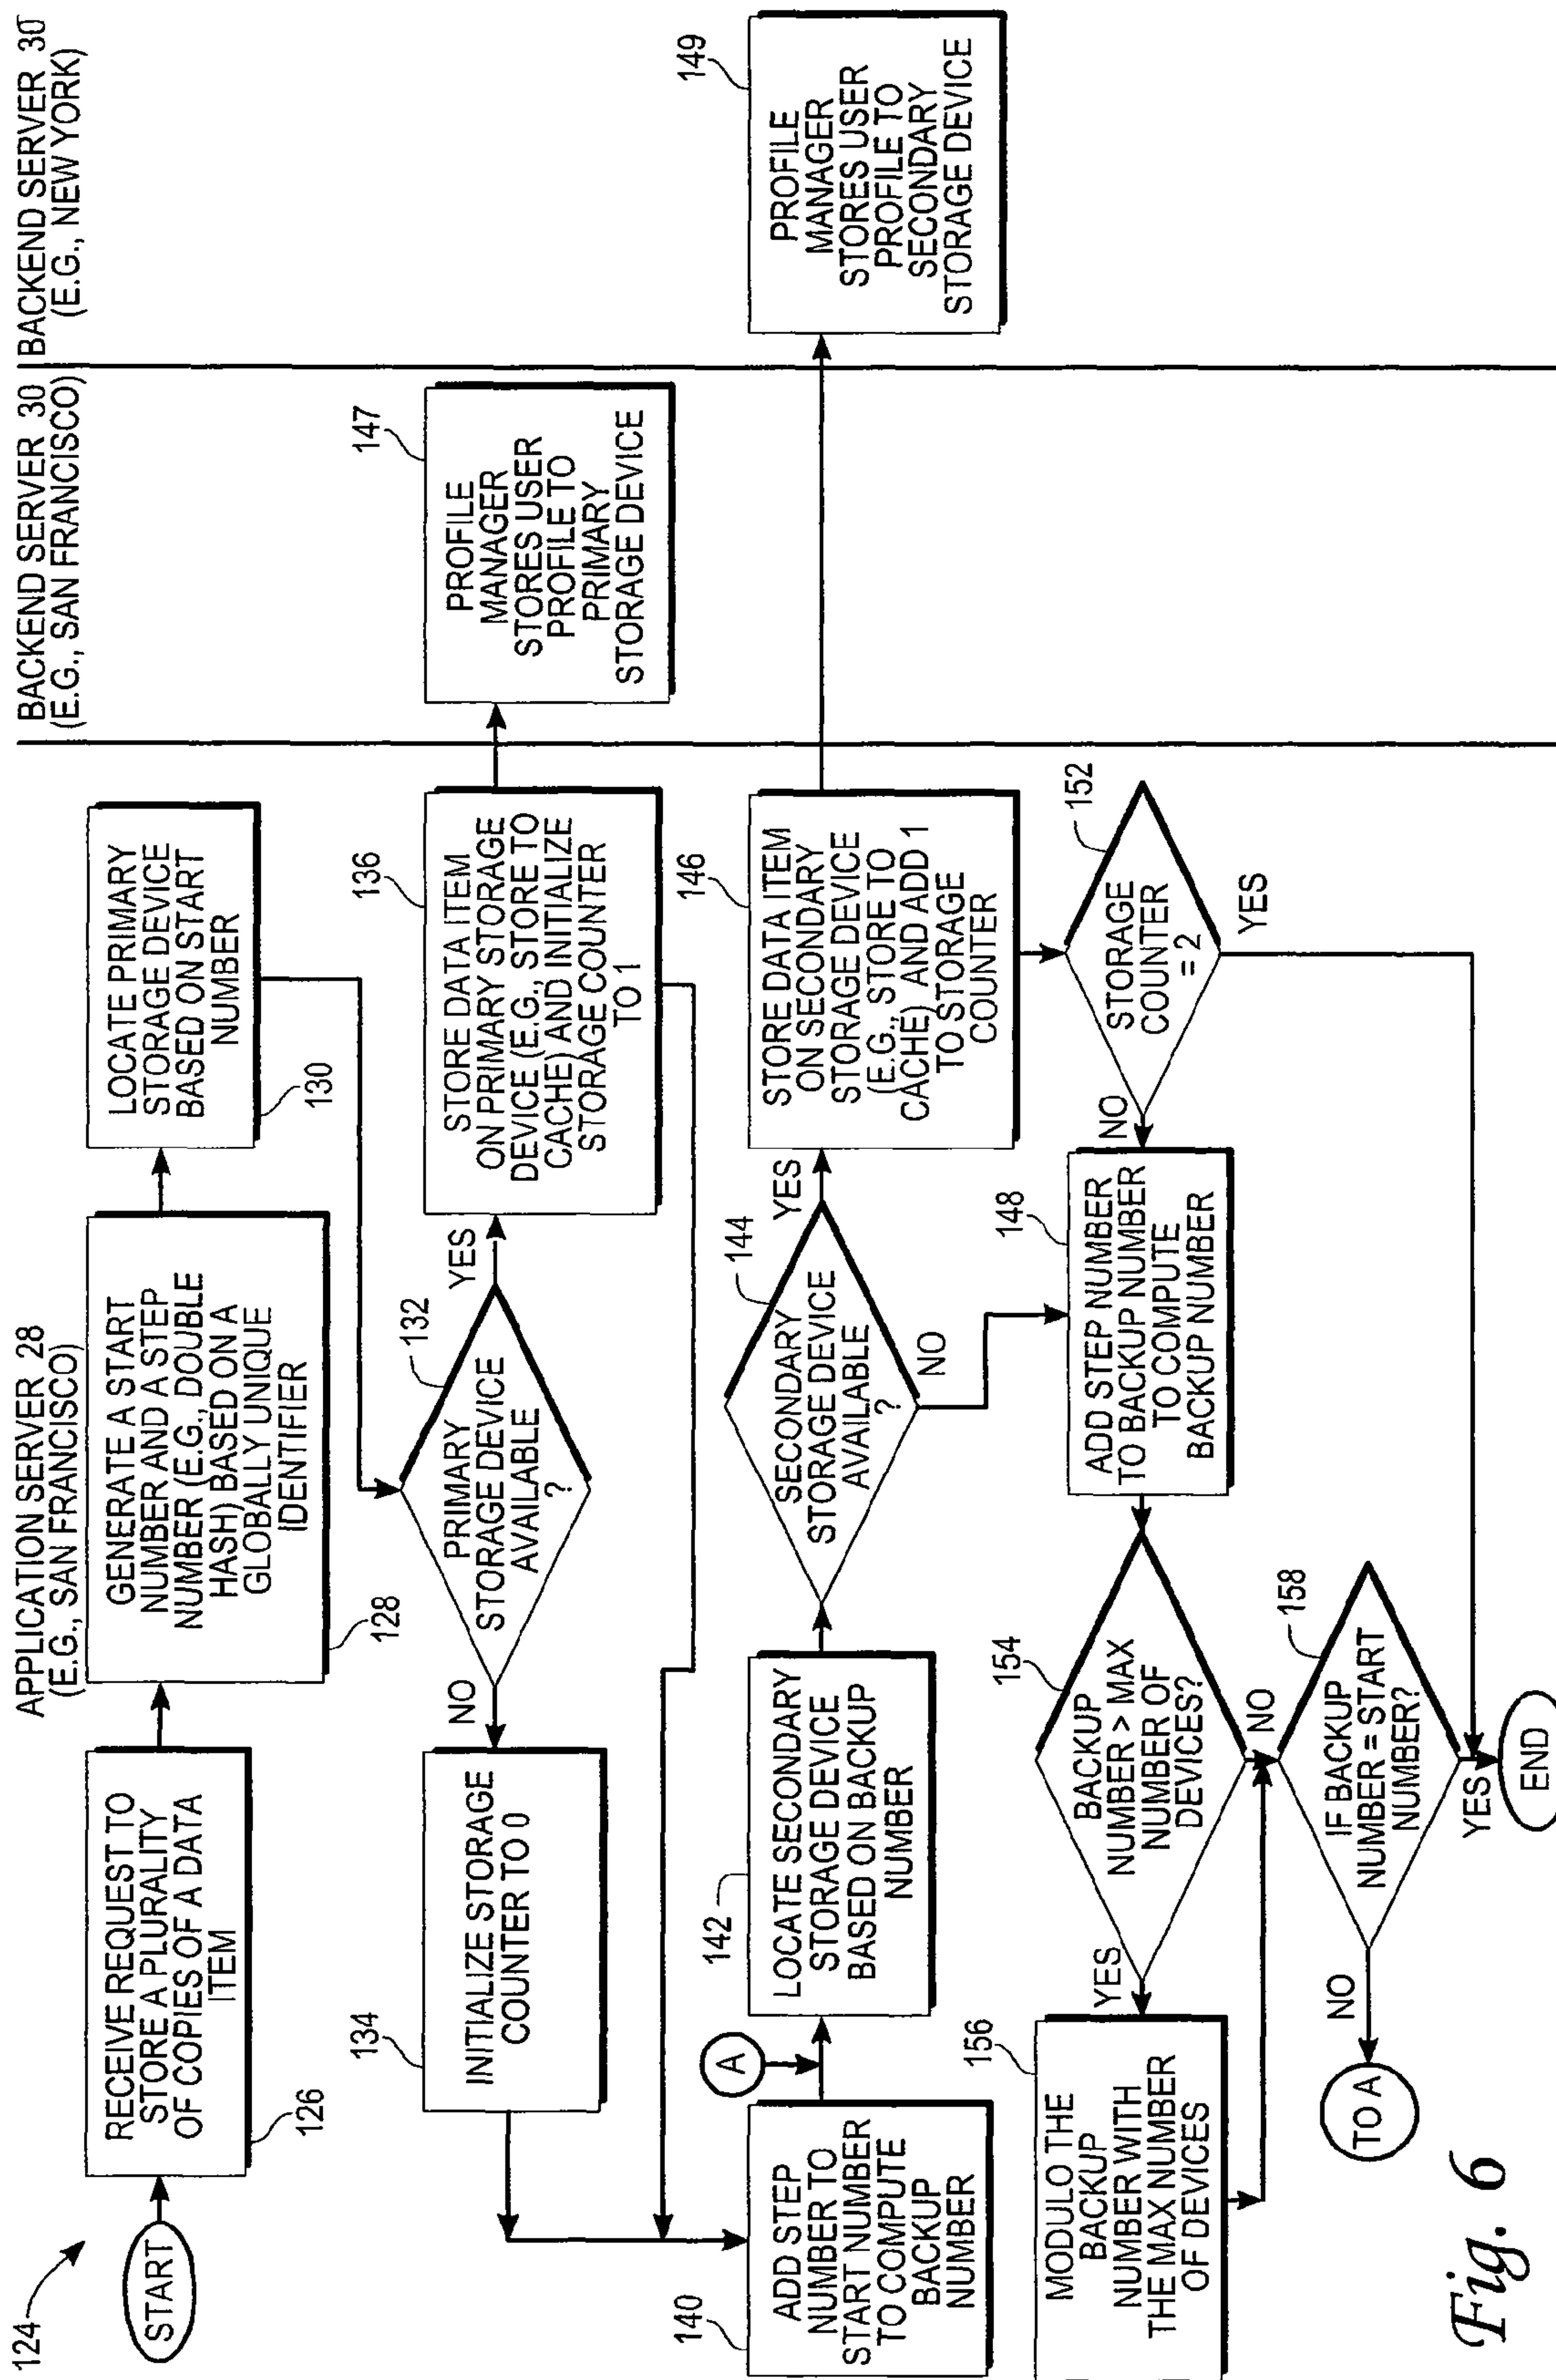 124
APPLICATION SERVER 28
(E.G., SAN FRANCISCO)
BACKEND SERVER 30
(E.G., SAN FRANCISCO)
BACKEND SERVER 30
(E.G., NEW YORK)
START
RECEIVE REQUEST TO
STORE A PLURALITY
OF COPIES OF A DATA
ITEM
126
GENERATE A START
NUMBER AND A STEP
NUMBER (E.G., DOUBLE
HASH) BASED ON A
GLOBALLY UNIQUE
IDENTIFIER
128
LOCATE PRIMARY
STORAGE DEVICE
BASED ON START
NUMBER
130
134
INITIALIZE STORAGE
COUNTER TO 0
NO
132
PRIMARY
STORAGE DEVICE
AVAILABLE
?
YES
136
STORE DATA ITEM
ON PRIMARY STORAGE
DEVICE (E.G., STORE TO
CACHE) AND INITIALIZE
STORAGE COUNTER
TO 1
147
PROFILE
MANAGER
STORES USER
PROFILE TO
PRIMARY
STORAGE DEVICE
140
ADD STEP
NUMBER TO
START NUMBER
TO COMPUTE
BACKUP
NUMBER
A
142
LOCATE SECONDARY
STORAGE DEVICE
BASED ON BACKUP
NUMBER
144
SECONDARY
STORAGE DEVICE
AVAILABLE
?
YES
NO
146
STORE DATA ITEM
ON SECONDARY
STORAGE DEVICE
(E.G., STORE TO
CACHE) AND ADD 1
TO STORAGE
COUNTER
149
PROFILE
MANAGER
STORES USER
PROFILE TO
SECONDARY
STORAGE DEVICE
156
MODULO THE
BACKUP
NUMBER WITH
THE MAX NUMBER
OF DEVICES
YES
154
BACKUP
NUMBER > MAX
NUMBER OF
DEVICES?
NO
148
ADD STEP NUMBER
TO BACKUP NUMBER
TO COMPUTE
BACKUP NUMBER
NO
152
STORAGE
COUNTER
= 2
YES
TO A
NO
158
IF BACKUP
NUMBER = START
NUMBER?
YES
END
Fig. 6